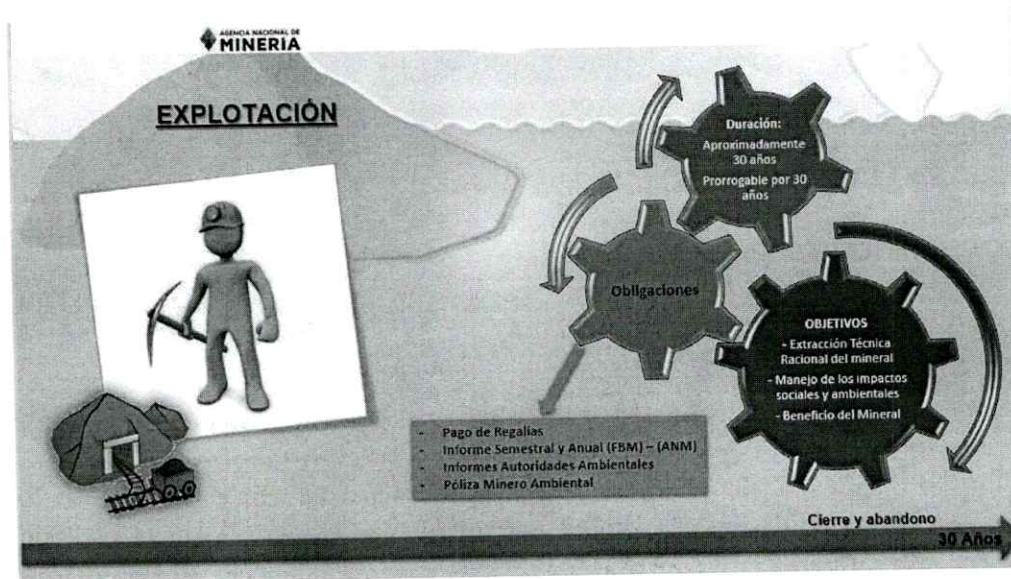 AGENCIA NACIONAL DE
MINERÍA
EXPLOTACIÓN
Duración:
Aproximadamente
30 años
Prorrogable por 30
años
Obligaciones
OBJETIVOS
- Extracción Técnica
Racional del mineral
- Manejo de los impactos
sociales y ambientales
- Beneficio del Mineral
- Pago de Regalías
- Informe Semestral y Anual (FBM) – (ANM)
- Informes Autoridades Ambientales
- Póliza Minero Ambiental
Cierre y abandono
30 Años